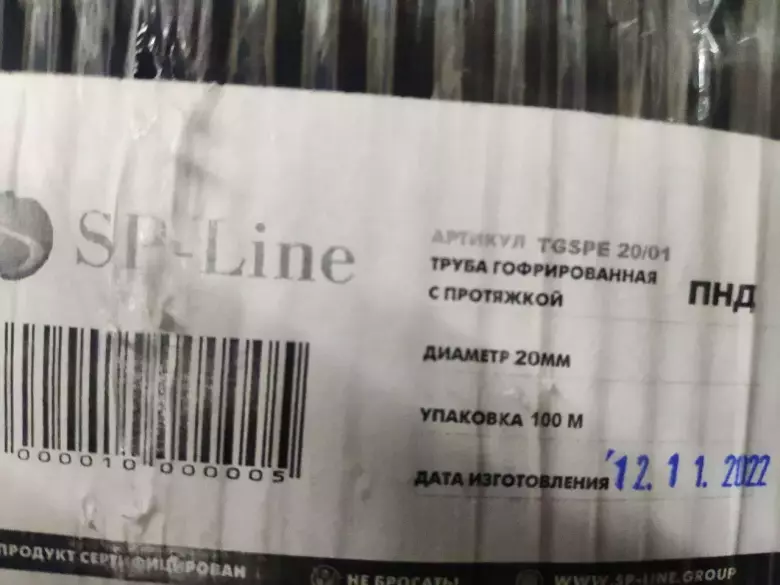 SP-Line
АРТИКУЛ TGSPE 20/01
ТРУБА ГОФРИРОВАННАЯ
С ПРОТЯЖКОЙ
ПНД
ДИАМЕТР 20ММ
УПАКОВКА 100 М
ДАТА ИЗГОТОВЛЕНИЯ 12.11.2022
000010 000005
ПРОДУКТ СЕРТИФИЦИРОВАН
НЕ БРОСАТЬ!
WWW.SP-LINE.GROUP